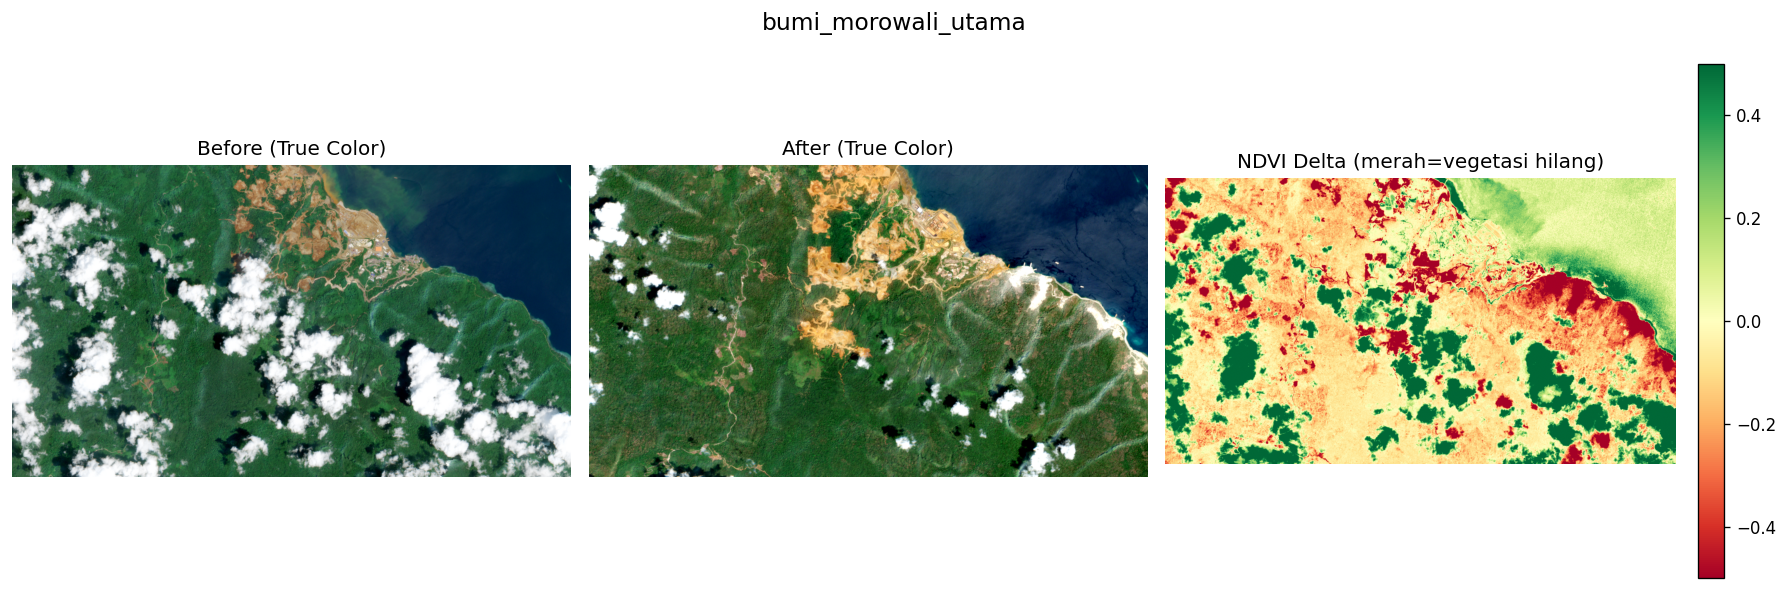 bumi_morowali_utama
Before (True Color)
After (True Color)
NDVI Delta (merah=vegetasi hilang)
0.4
0.2
0.0
−0.2
−0.4